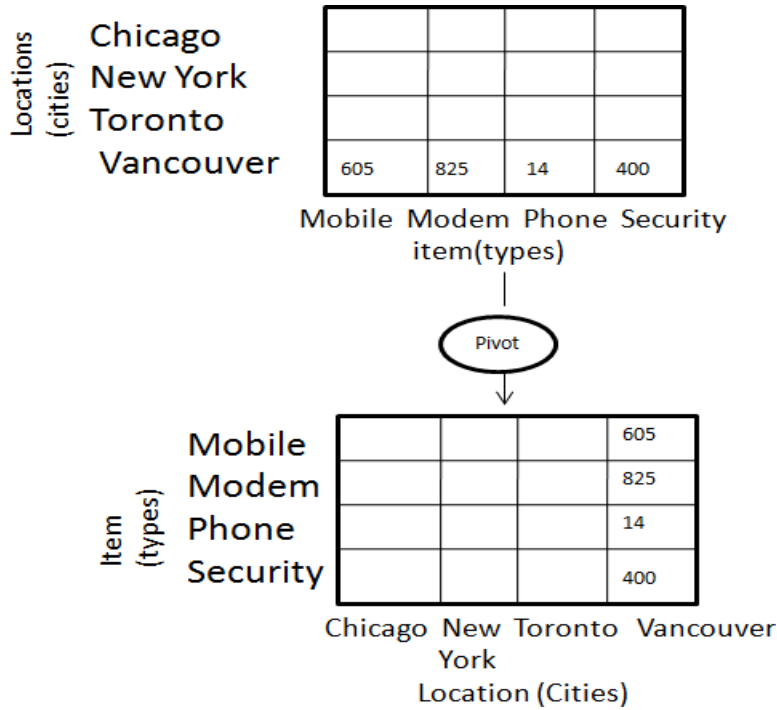 Locations
(cities)
Chicago
New York
Toronto
Vancouver
605 825 14 400
Mobile Modem Phone Security
item(types)
Pivot
Item
(types)
Mobile
Modem
Phone
Security
605
825
14
400
Chicago New Toronto Vancouver
York
Location (Cities)